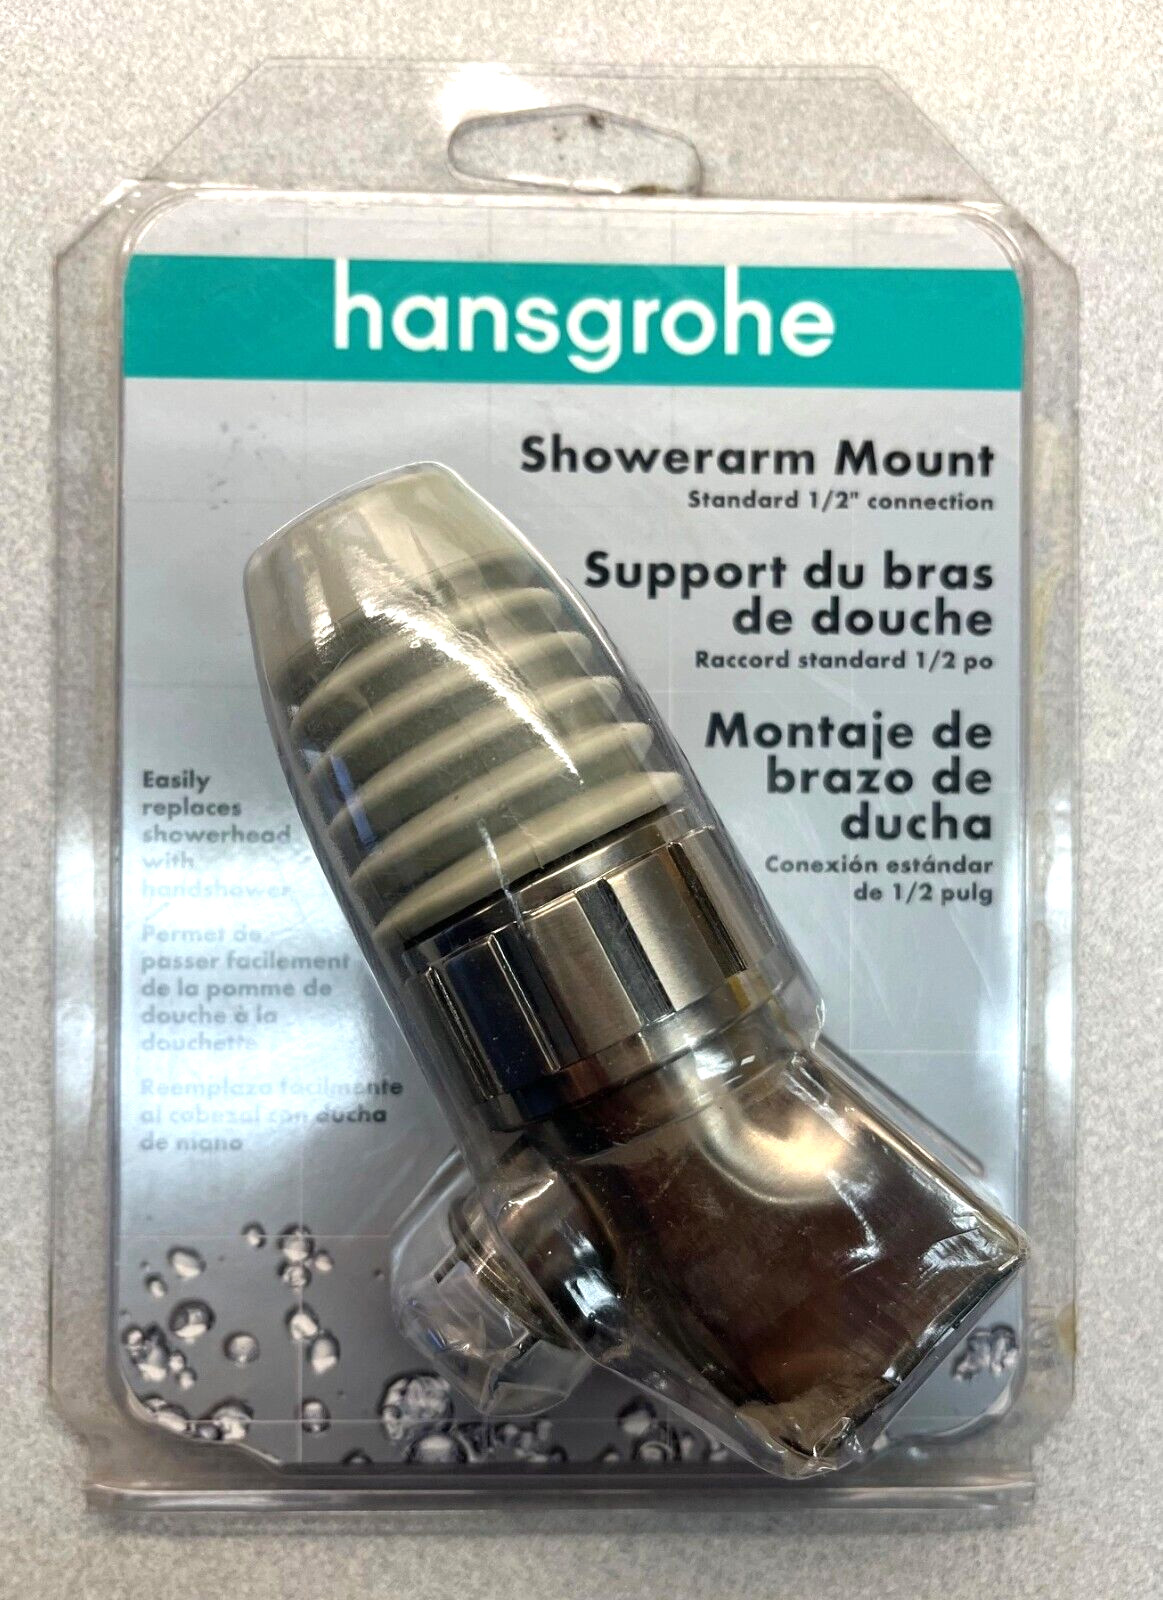 hansgrohe
Showerarm Mount
Standard 1/2" connection
Support du bras
de douche
Raccord standard 1/2 po
Montaje de
brazo de
ducha
Conexión estándar
de 1/2 pulg
Easily
replaces
showerhead
with
handshower
Permet de
passer facilement
de la pomme de
douche à la
douchette
Reemplaza fácilmente
al cabezal con ducha
de mano